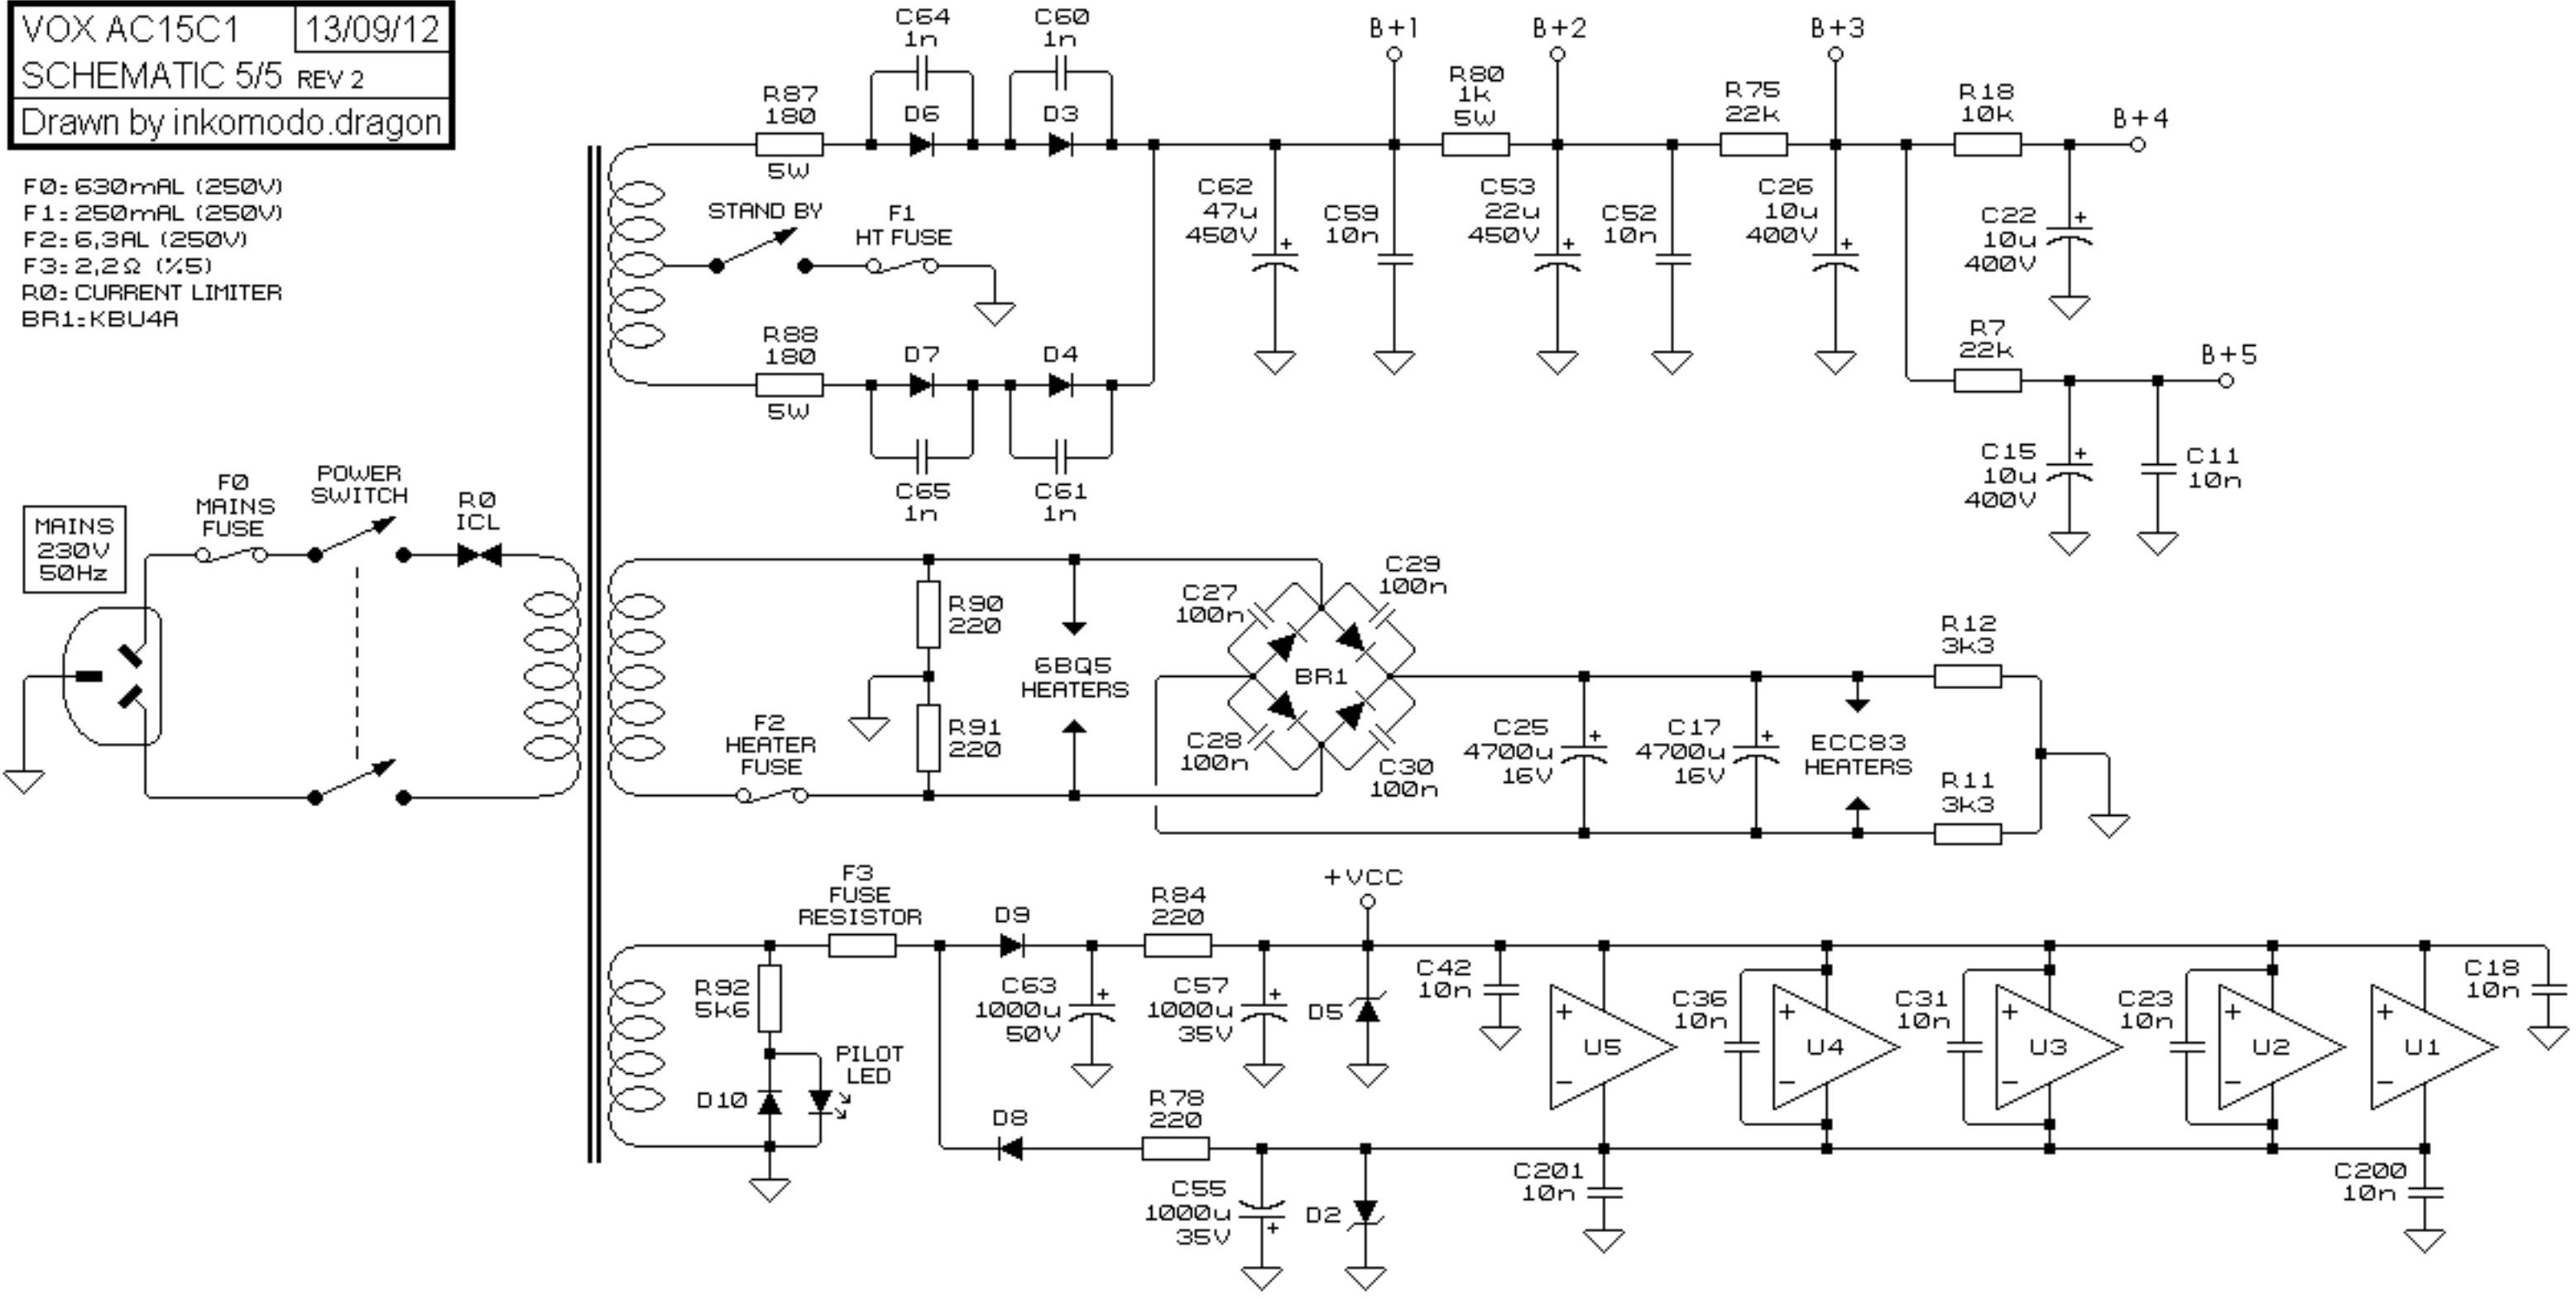 VOX AC15C1 13/09/12
SCHEMATIC 5/5 REV 2
Drawn by inkomodo.dragon
F0: 630mAL (250V)
F1: 250mAL (250V)
F2: 6,3AL (250V)
F3: 2,2Ω (%5)
R0: CURRENT LIMITER
BR1: KBU4A
C64
1n
C60
1n
R87
180
5W
D6
D3
B+1
R80
1k
5W
B+2
R75
22k
B+3
R18
10k
B+4
STAND BY
F1
HT FUSE
C62
47u
450V
+
C59
10n
C53
22u
450V
+
C52
10n
C26
10u
400V
+
C22
10u
400V
+
R88
180
5W
D7
D4
C65
1n
C61
1n
R7
22k
B+5
C15
10u
400V
+
C11
10n
MAINS
230V
50Hz
F0
MAINS
FUSE
POWER
SWITCH
R0
ICL
R90
220
R91
220
F2
HEATER
FUSE
6BQ5
HEATERS
C27
100n
C29
100n
BR1
C28
100n
C30
100n
C25
4700u
16V
+
C17
4700u
16V
+
ECC83
HEATERS
R12
3k3
R11
3k3
F3
FUSE
RESISTOR
R92
5k6
D10
PILOT
LED
D9
C63
1000u
50V
+
R84
220
C57
1000u
35V
+
+VCC
D5
C42
10n
+
−
U5
C36
10n
+
−
U4
C31
10n
+
−
U3
C23
10n
+
−
U2
+
−
U1
C18
10n
D8
R78
220
C55
1000u
35V
+
D2
C201
10n
C200
10n